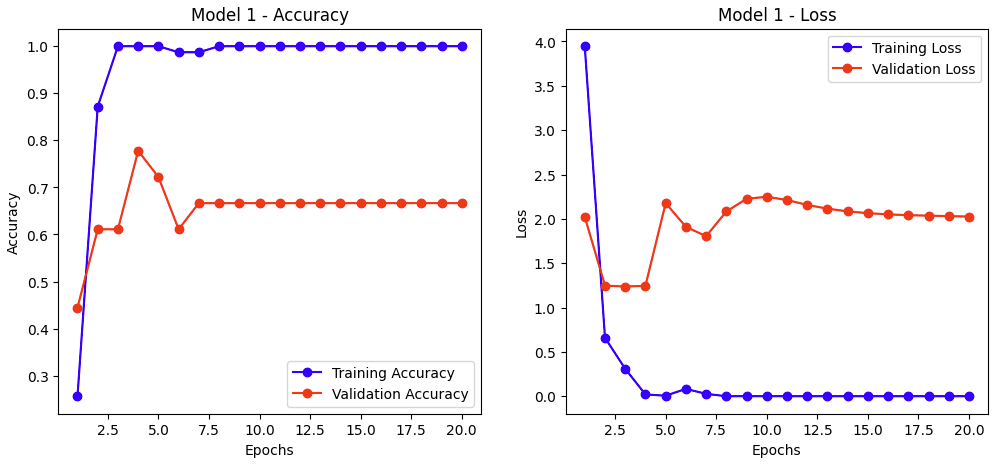 Model 1 - Accuracy
Accuracy
1.0
0.9
0.8
0.7
0.6
0.5
0.4
0.3
Training Accuracy
Validation Accuracy
2.5 5.0 7.5 10.0 12.5 15.0 17.5 20.0
Epochs
Model 1 - Loss
Loss
4.0
3.5
3.0
2.5
2.0
1.5
1.0
0.5
0.0
Training Loss
Validation Loss
2.5 5.0 7.5 10.0 12.5 15.0 17.5 20.0
Epochs